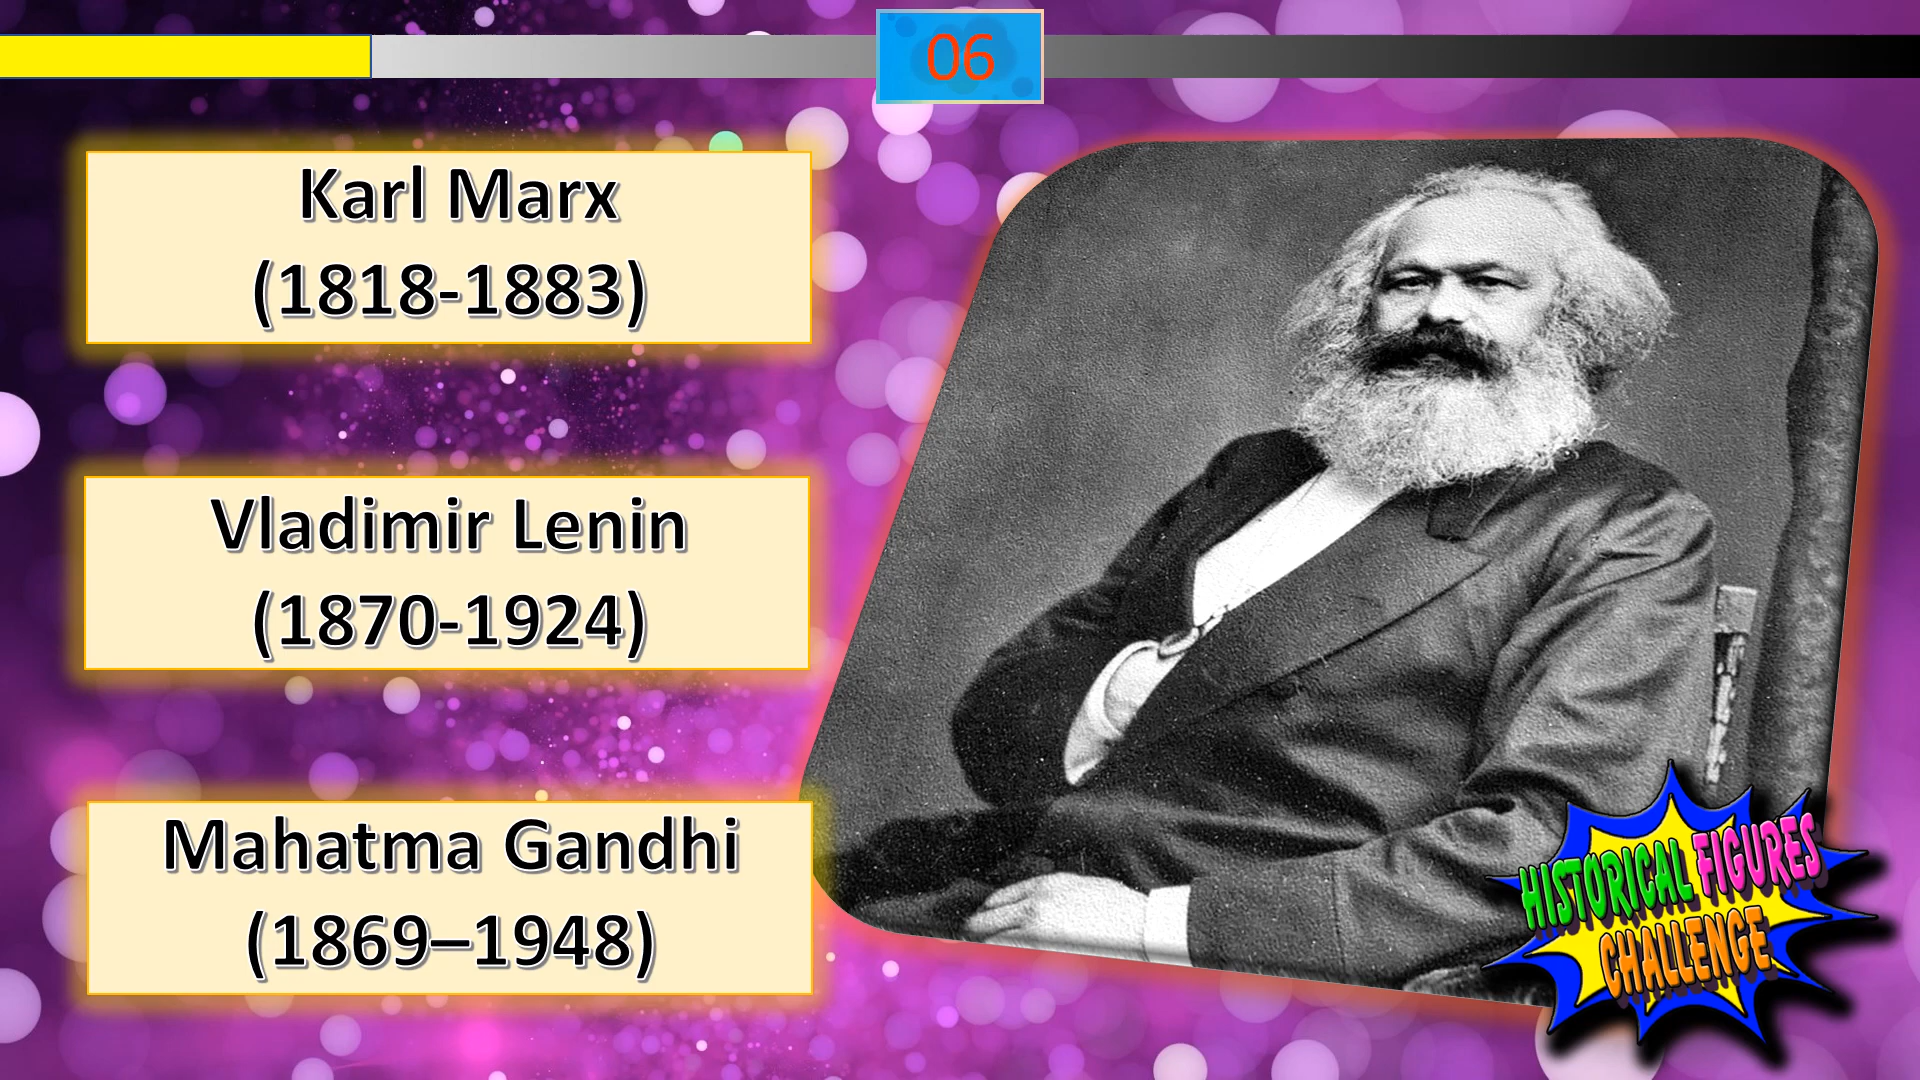 06
Karl Marx
(1818-1883)
Vladimir Lenin
(1870-1924)
Mahatma Gandhi
(1869–1948)
HISTORICAL FIGURES
CHALLENGE